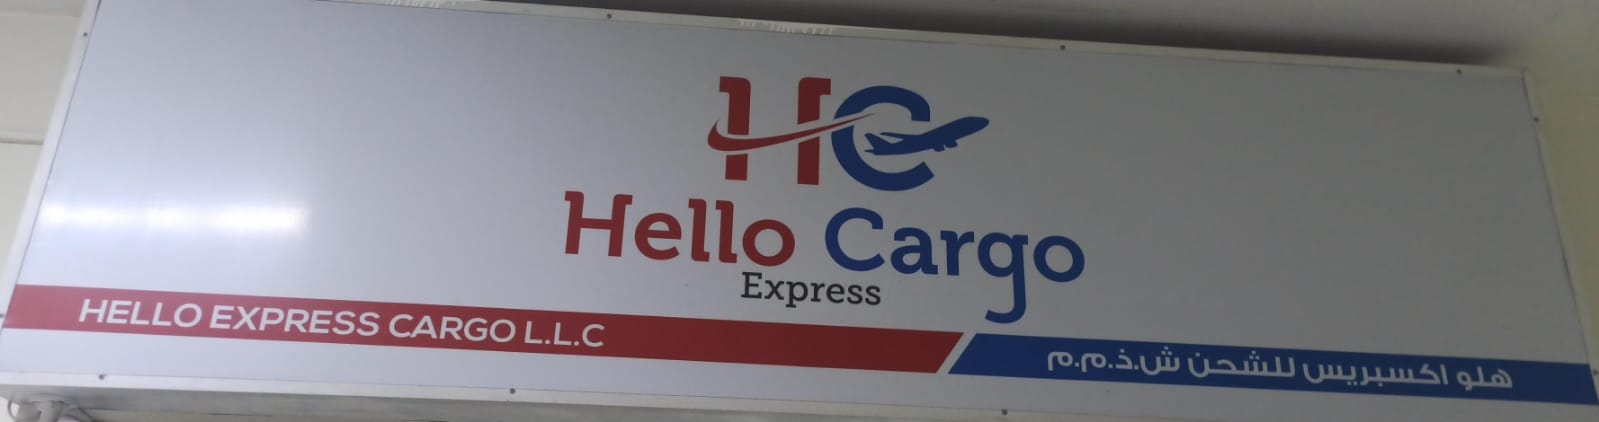 HC
Hello Cargo
Express
HELLO EXPRESS CARGO L.L.C
هلو اكسبريس للشحن ش.ذ.م.م